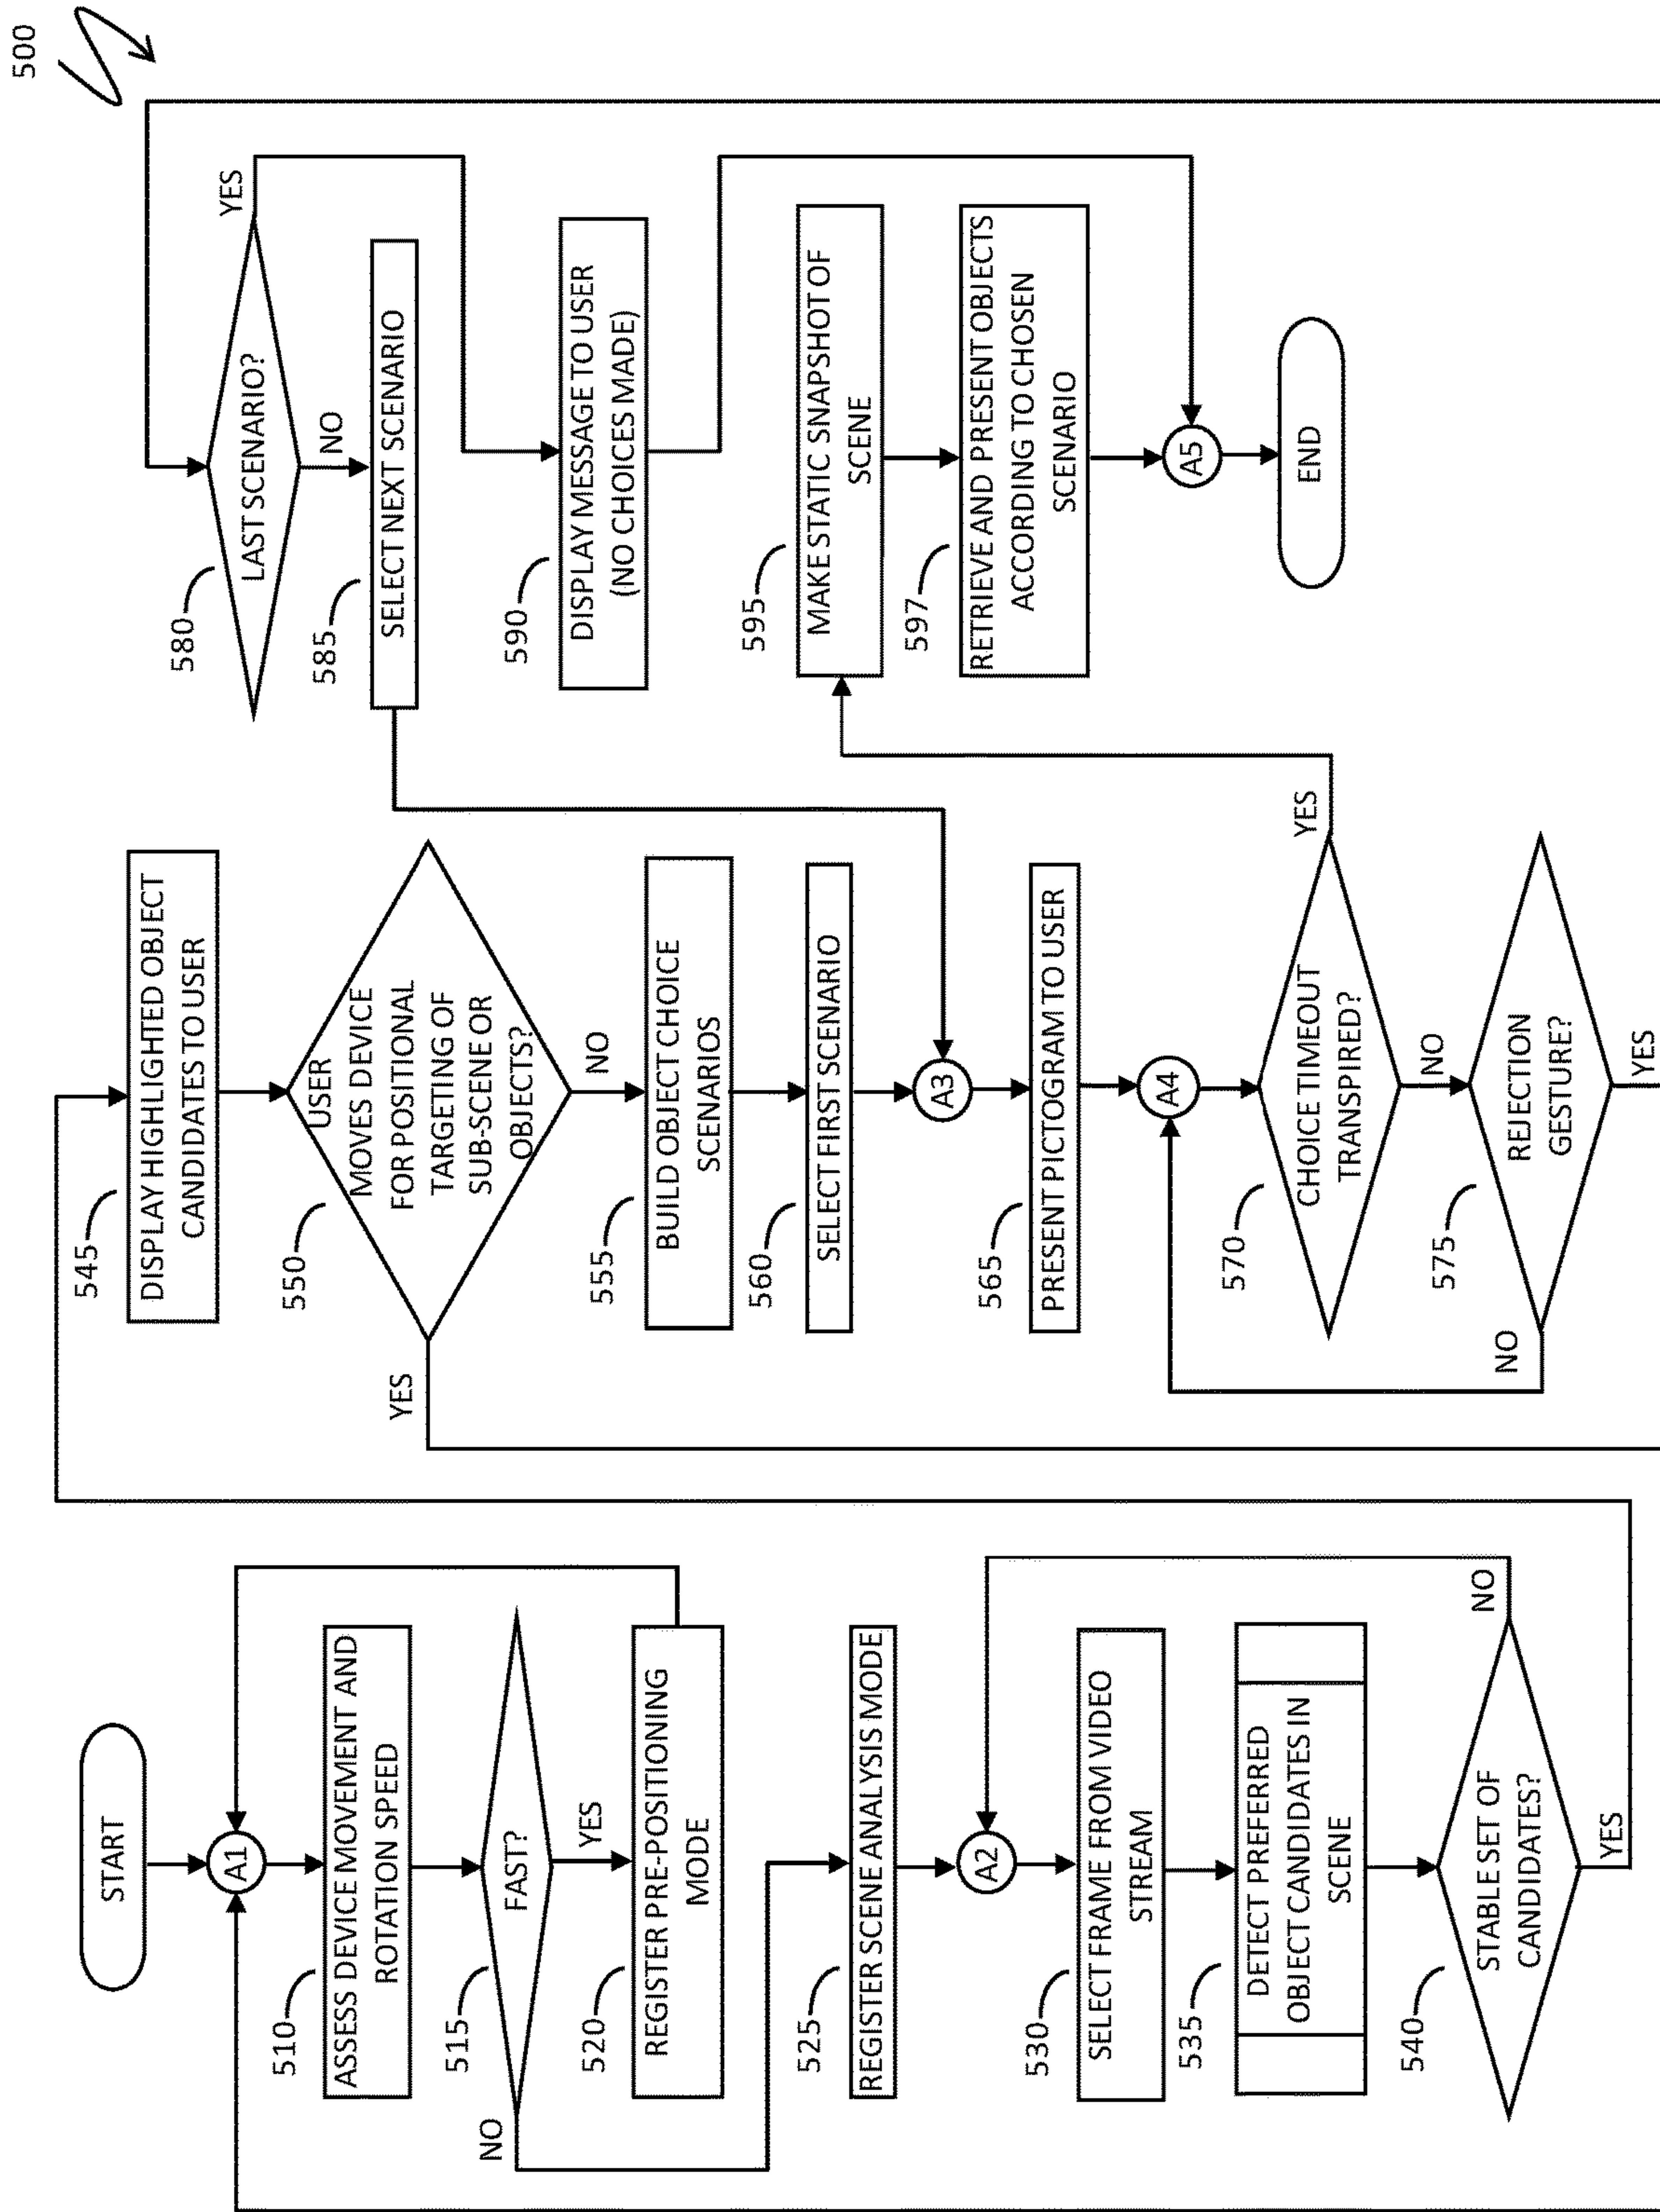 500
START
A1
510
ASSESS DEVICE MOVEMENT AND
ROTATION SPEED
515
FAST?
NO
YES
520
REGISTER PRE-POSITIONING
MODE
525
REGISTER SCENE ANALYSIS MODE
A2
530
SELECT FRAME FROM VIDEO
STREAM
535
DETECT PREFERRED
OBJECT CANDIDATES IN
SCENE
540
STABLE SET OF
CANDIDATES?
NO
YES
545
DISPLAY HIGHLIGHTED OBJECT
CANDIDATES TO USER
550
USER
MOVES DEVICE
FOR POSITIONAL
TARGETING OF
SUB-SCENE OR
OBJECTS?
YES
NO
555
BUILD OBJECT CHOICE
SCENARIOS
560
SELECT FIRST SCENARIO
A3
565
PRESENT PICTOGRAM TO USER
A4
570
CHOICE TIMEOUT
TRANSPIRED?
YES
NO
575
REJECTION
GESTURE?
NO
YES
580
LAST SCENARIO?
YES
NO
585
SELECT NEXT SCENARIO
590
DISPLAY MESSAGE TO USER
(NO CHOICES MADE)
595
MAKE STATIC SNAPSHOT OF
SCENE
597
RETRIEVE AND PRESENT OBJECTS
ACCORDING TO CHOSEN
SCENARIO
A5
END